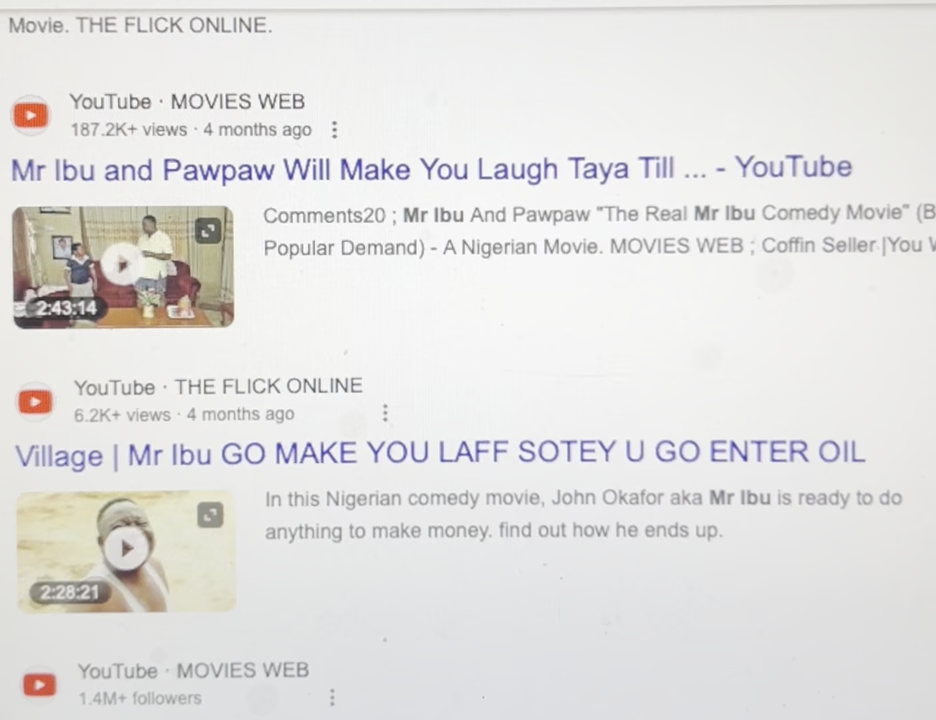 Movie. THE FLICK ONLINE.
YouTube · MOVIES WEB
187.2K+ views · 4 months ago
Mr Ibu and Pawpaw Will Make You Laugh Taya Till ... - YouTube
Comments20 ; Mr Ibu And Pawpaw "The Real Mr Ibu Comedy Movie" (B
Popular Demand) - A Nigerian Movie. MOVIES WEB ; Coffin Seller |You
2:43:14
YouTube · THE FLICK ONLINE
6.2K+ views · 4 months ago
Village | Mr Ibu GO MAKE YOU LAFF SOTEY U GO ENTER OIL
In this Nigerian comedy movie, John Okafor aka Mr Ibu is ready to do
anything to make money. find out how he ends up.
2:28:21
YouTube · MOVIES WEB
1.4M+ followers